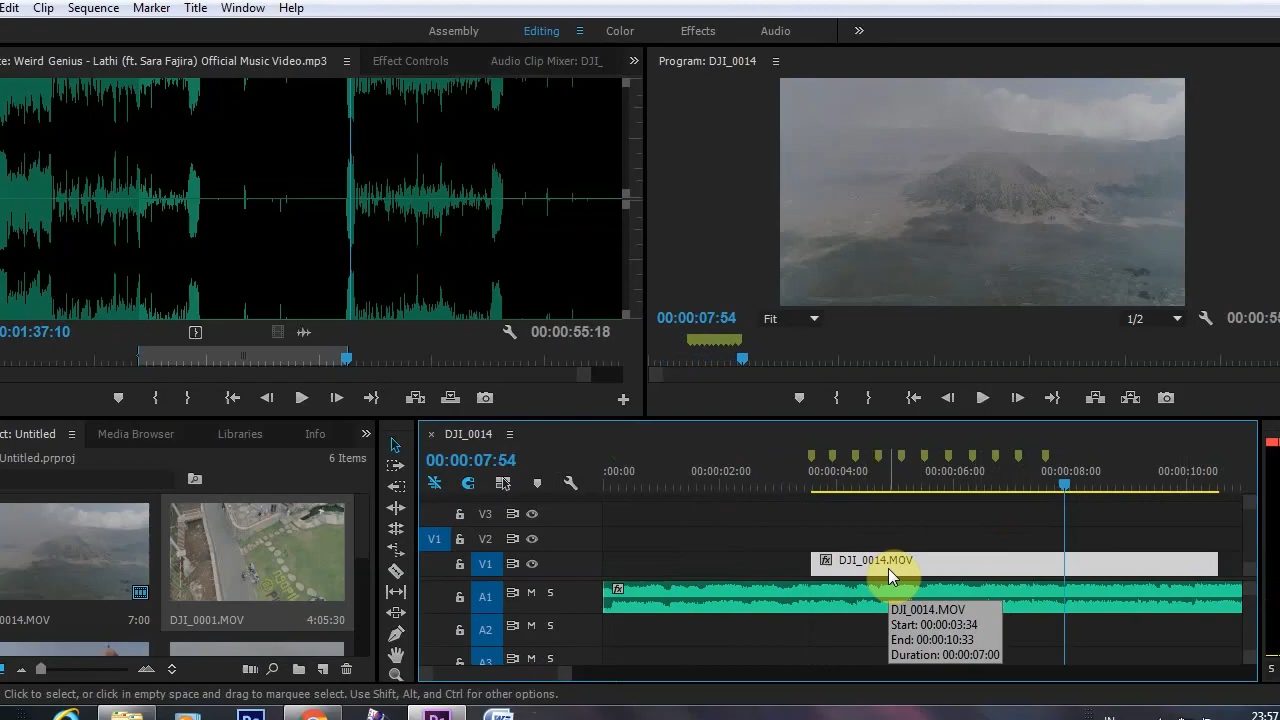 Edit Clip Sequence Marker Title Window Help
Assembly Editing Color Effects Audio
e: Weird Genius - Lathi (ft. Sara Fajira) Official Music Video.mp3 Effect Controls Audio Clip Mixer: DJI_ Program: DJI_0014
00:00:07:54 Fit 1/2 00:00:55
0:01:37:10 00:00:55:18
ct: Untitled Media Browser Libraries Info
Untitled.prproj 6 Items
0014.MOV 7:00 DJI_0001.MOV 4:05:30
× DJI_0014
00:00:07:54
:00:00 00:00:02:00 00:00:04:00 00:00:06:00 00:00:08:00 00:00:10:00
V3
V1 V2
V1 fx DJI_0014.MOV
A1 M S fx
A2 M S
A3 M S
DJI_0014.MOV
Start: 00:00:03:34
End: 00:00:10:33
Duration: 00:00:07:00
5 S
Click to select, or click in empty space and drag to marquee select. Use Shift, Alt, and Ctrl for other options.
IN 23:57